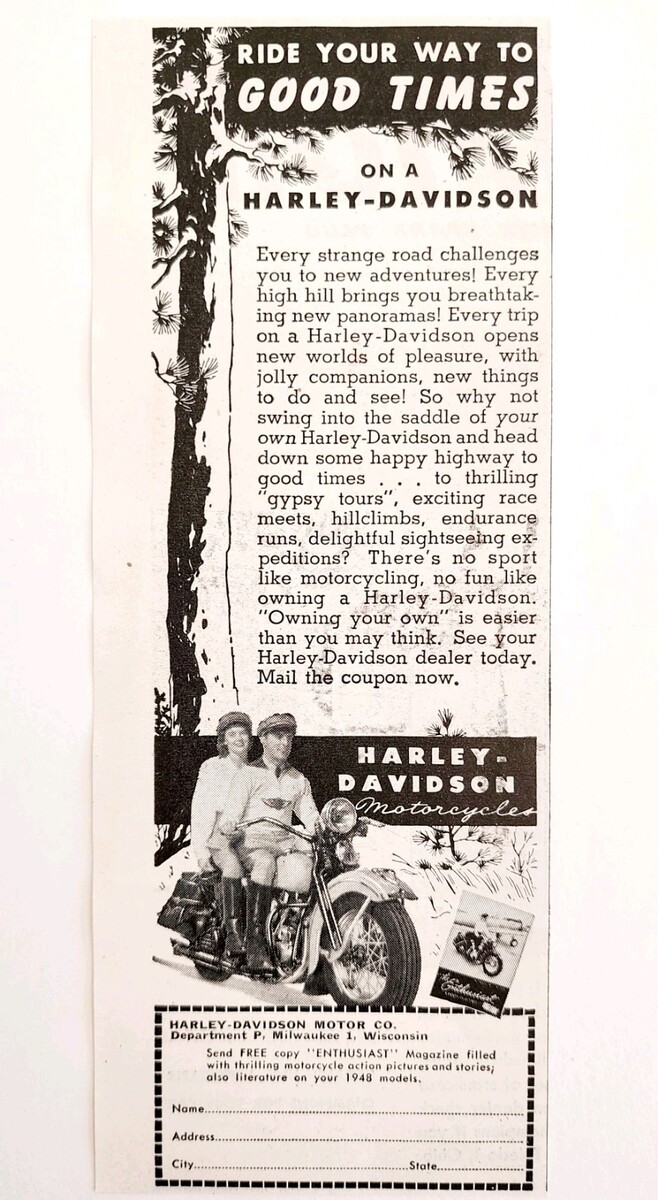 RIDE YOUR WAY TO
GOOD TIMES
ON A
HARLEY-DAVIDSON
Every strange road challenges
you to new adventures! Every
high hill brings you breathtak-
ing new panoramas! Every trip
on a Harley-Davidson opens
new worlds of pleasure, with
jolly companions, new things
to do and see! So why not
swing into the saddle of your
own Harley-Davidson and head
down some happy highway to
good times . . . to thrilling
"gypsy tours", exciting race
meets, hillclimbs, endurance
runs, delightful sightseeing ex-
peditions? There's no sport
like motorcycling, no fun like
owning a Harley-Davidson.
"Owning your own" is easier
than you may think. See your
Harley-Davidson dealer today.
Mail the coupon now.
HARLEY-
DAVIDSON
Motorcycles
The Enthusiast
HARLEY-DAVIDSON MOTOR CO.
Department P, Milwaukee 1, Wisconsin
Send FREE copy "ENTHUSIAST" Magazine filled
with thrilling motorcycle action pictures and stories;
also literature on your 1948 models.
Name
Address
City State